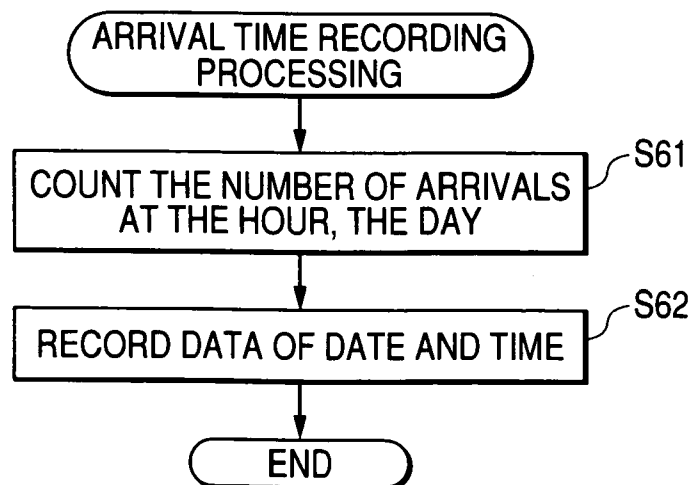 ARRIVAL TIME RECORDING
PROCESSING
S61
COUNT THE NUMBER OF ARRIVALS
AT THE HOUR, THE DAY
S62
RECORD DATA OF DATE AND TIME
END